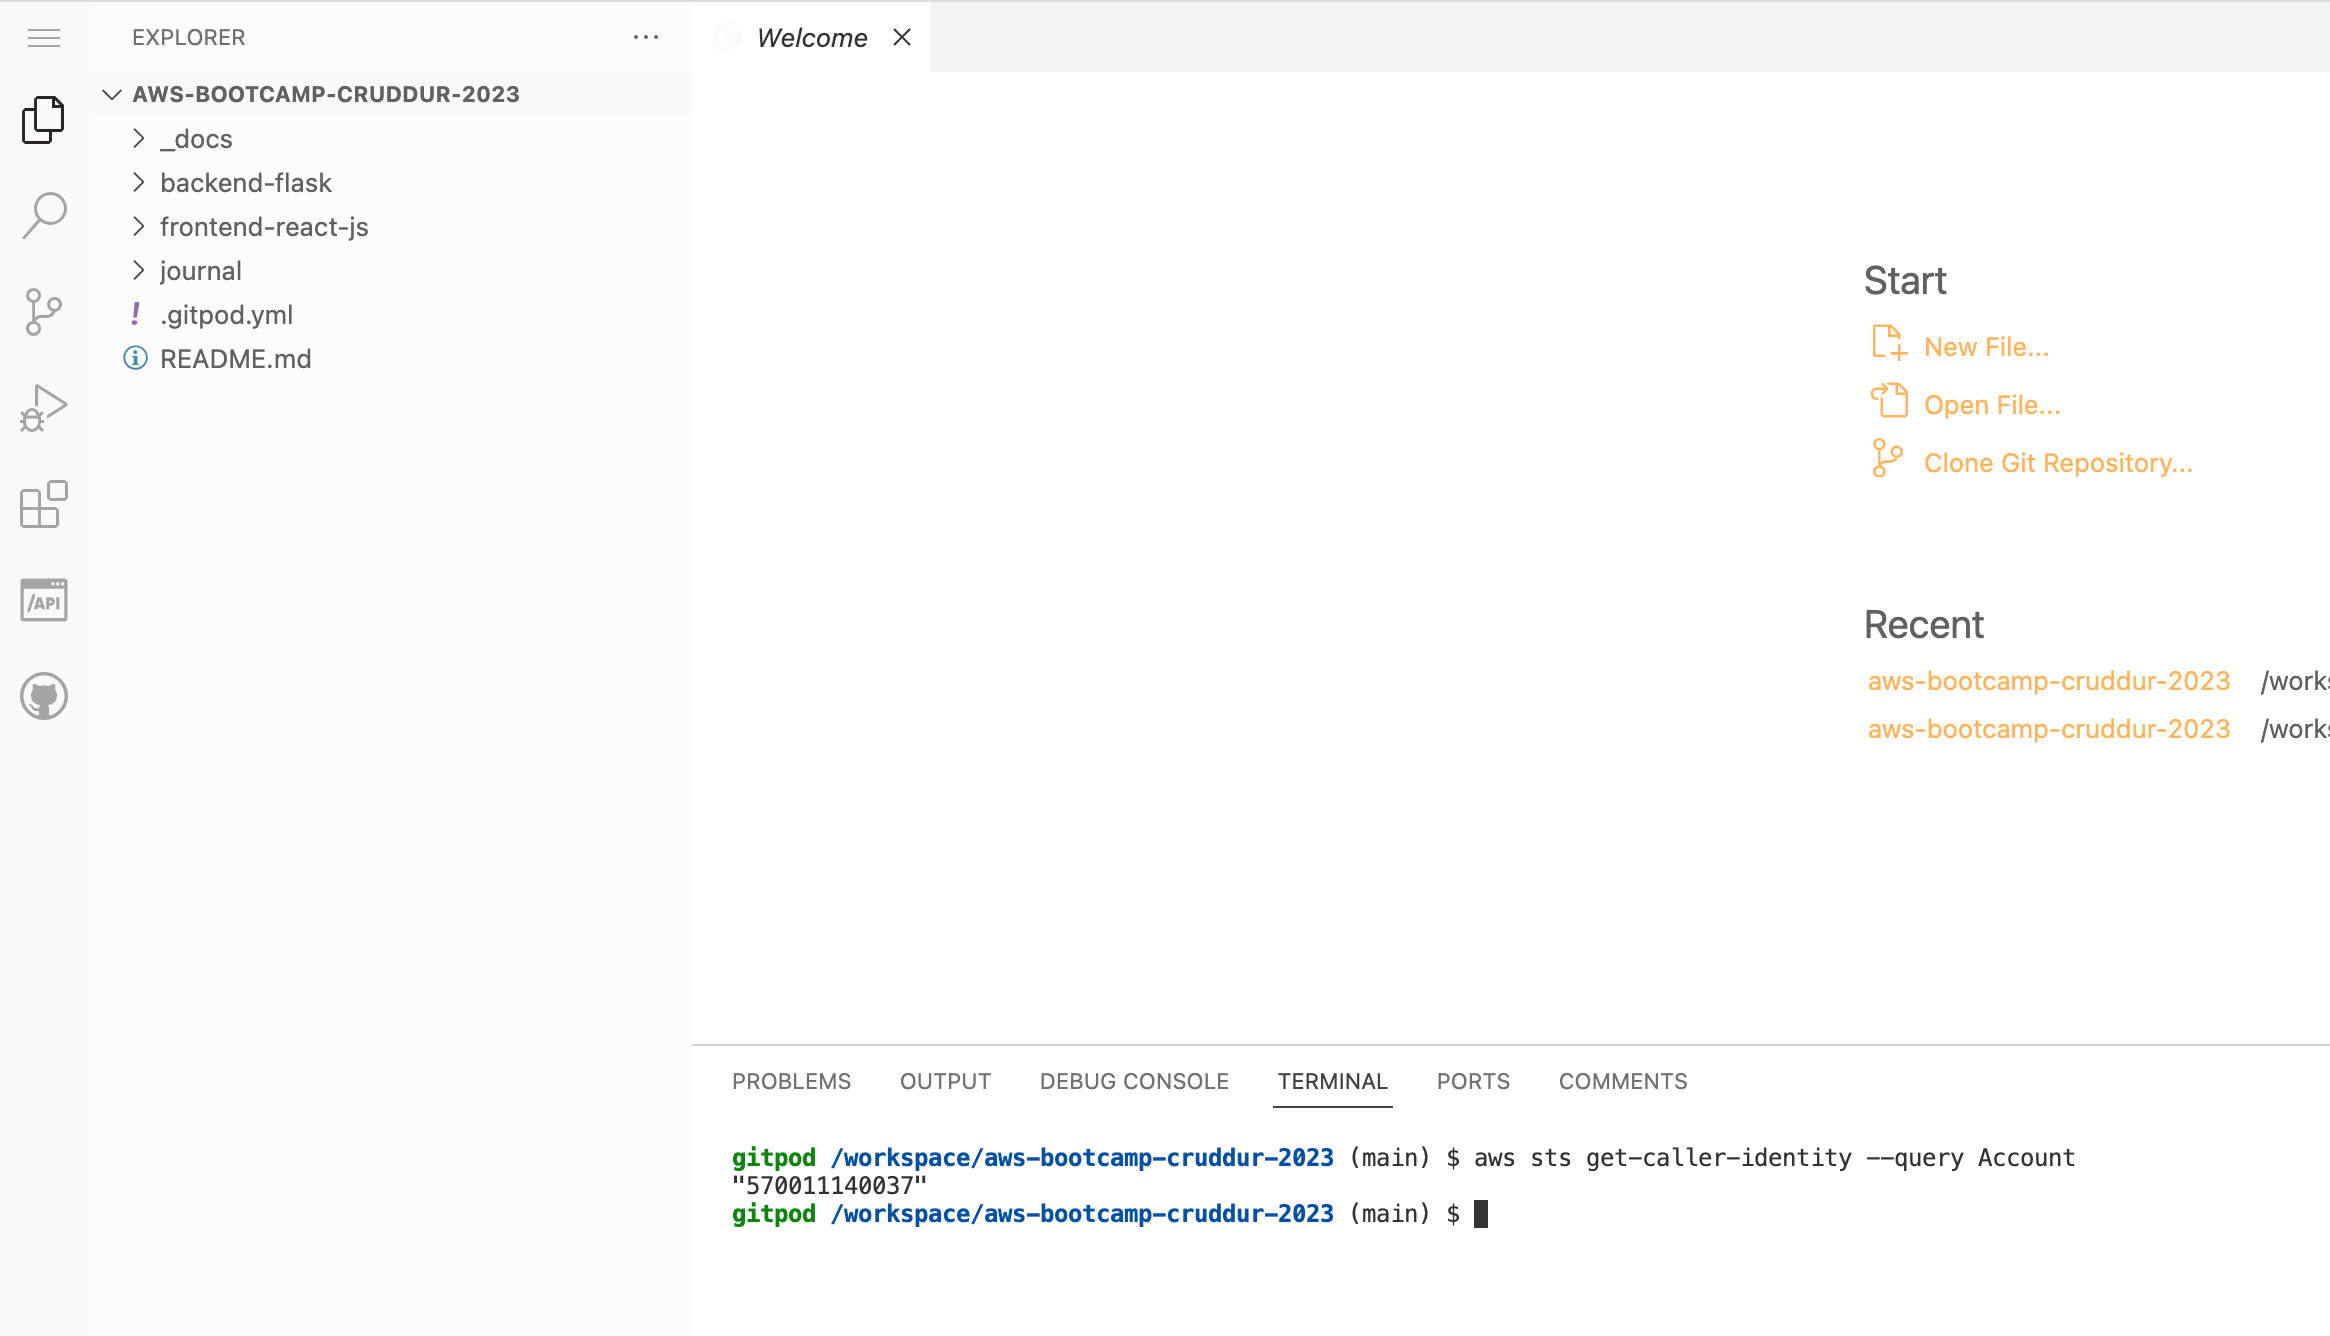 EXPLORER
Welcome
AWS-BOOTCAMP-CRUDDUR-2023
_docs
backend-flask
frontend-react-js
journal
! .gitpod.yml
README.md
/API
Start
New File...
Open File...
Clone Git Repository...
Recent
aws-bootcamp-cruddur-2023 /works
aws-bootcamp-cruddur-2023 /works
PROBLEMS OUTPUT DEBUG CONSOLE TERMINAL PORTS COMMENTS
gitpod /workspace/aws-bootcamp-cruddur-2023 (main) $ aws sts get-caller-identity --query Account
"570011140037"
gitpod /workspace/aws-bootcamp-cruddur-2023 (main) $